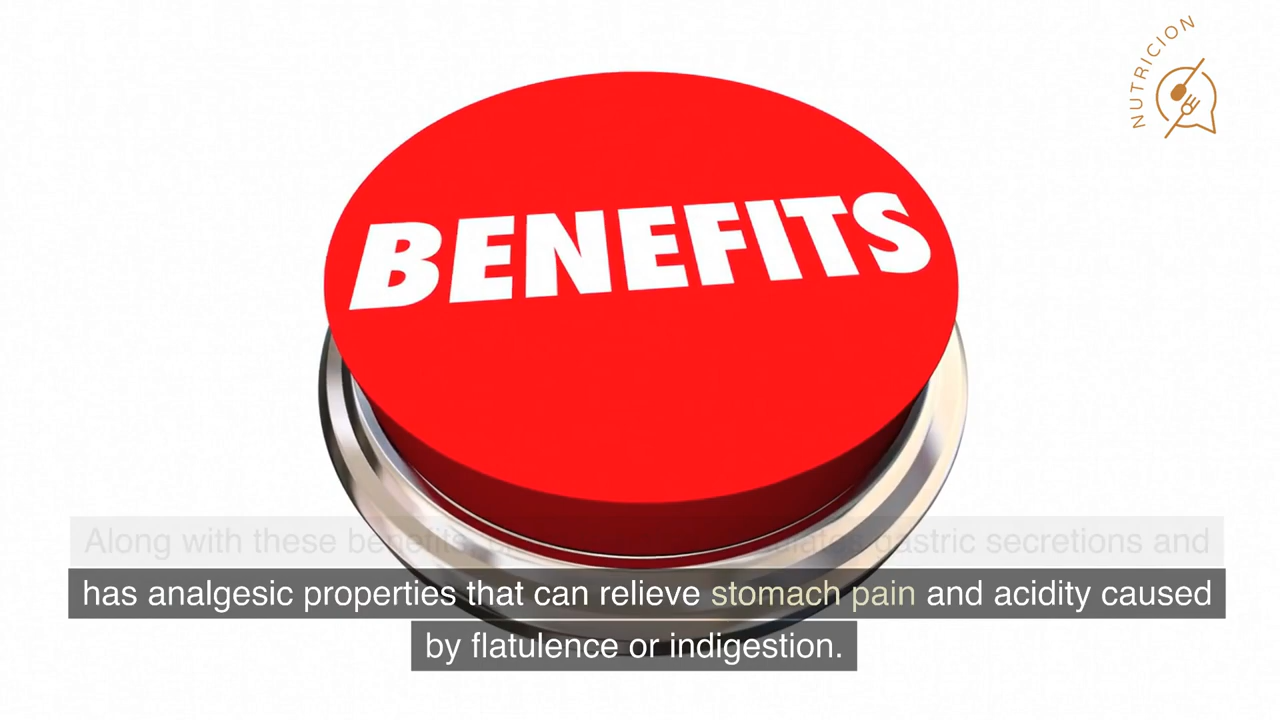 NUTRICION
BENEFITS
Along with these benefits gastric secretions and
has analgesic properties that can relieve stomach pain and acidity caused
by flatulence or indigestion.